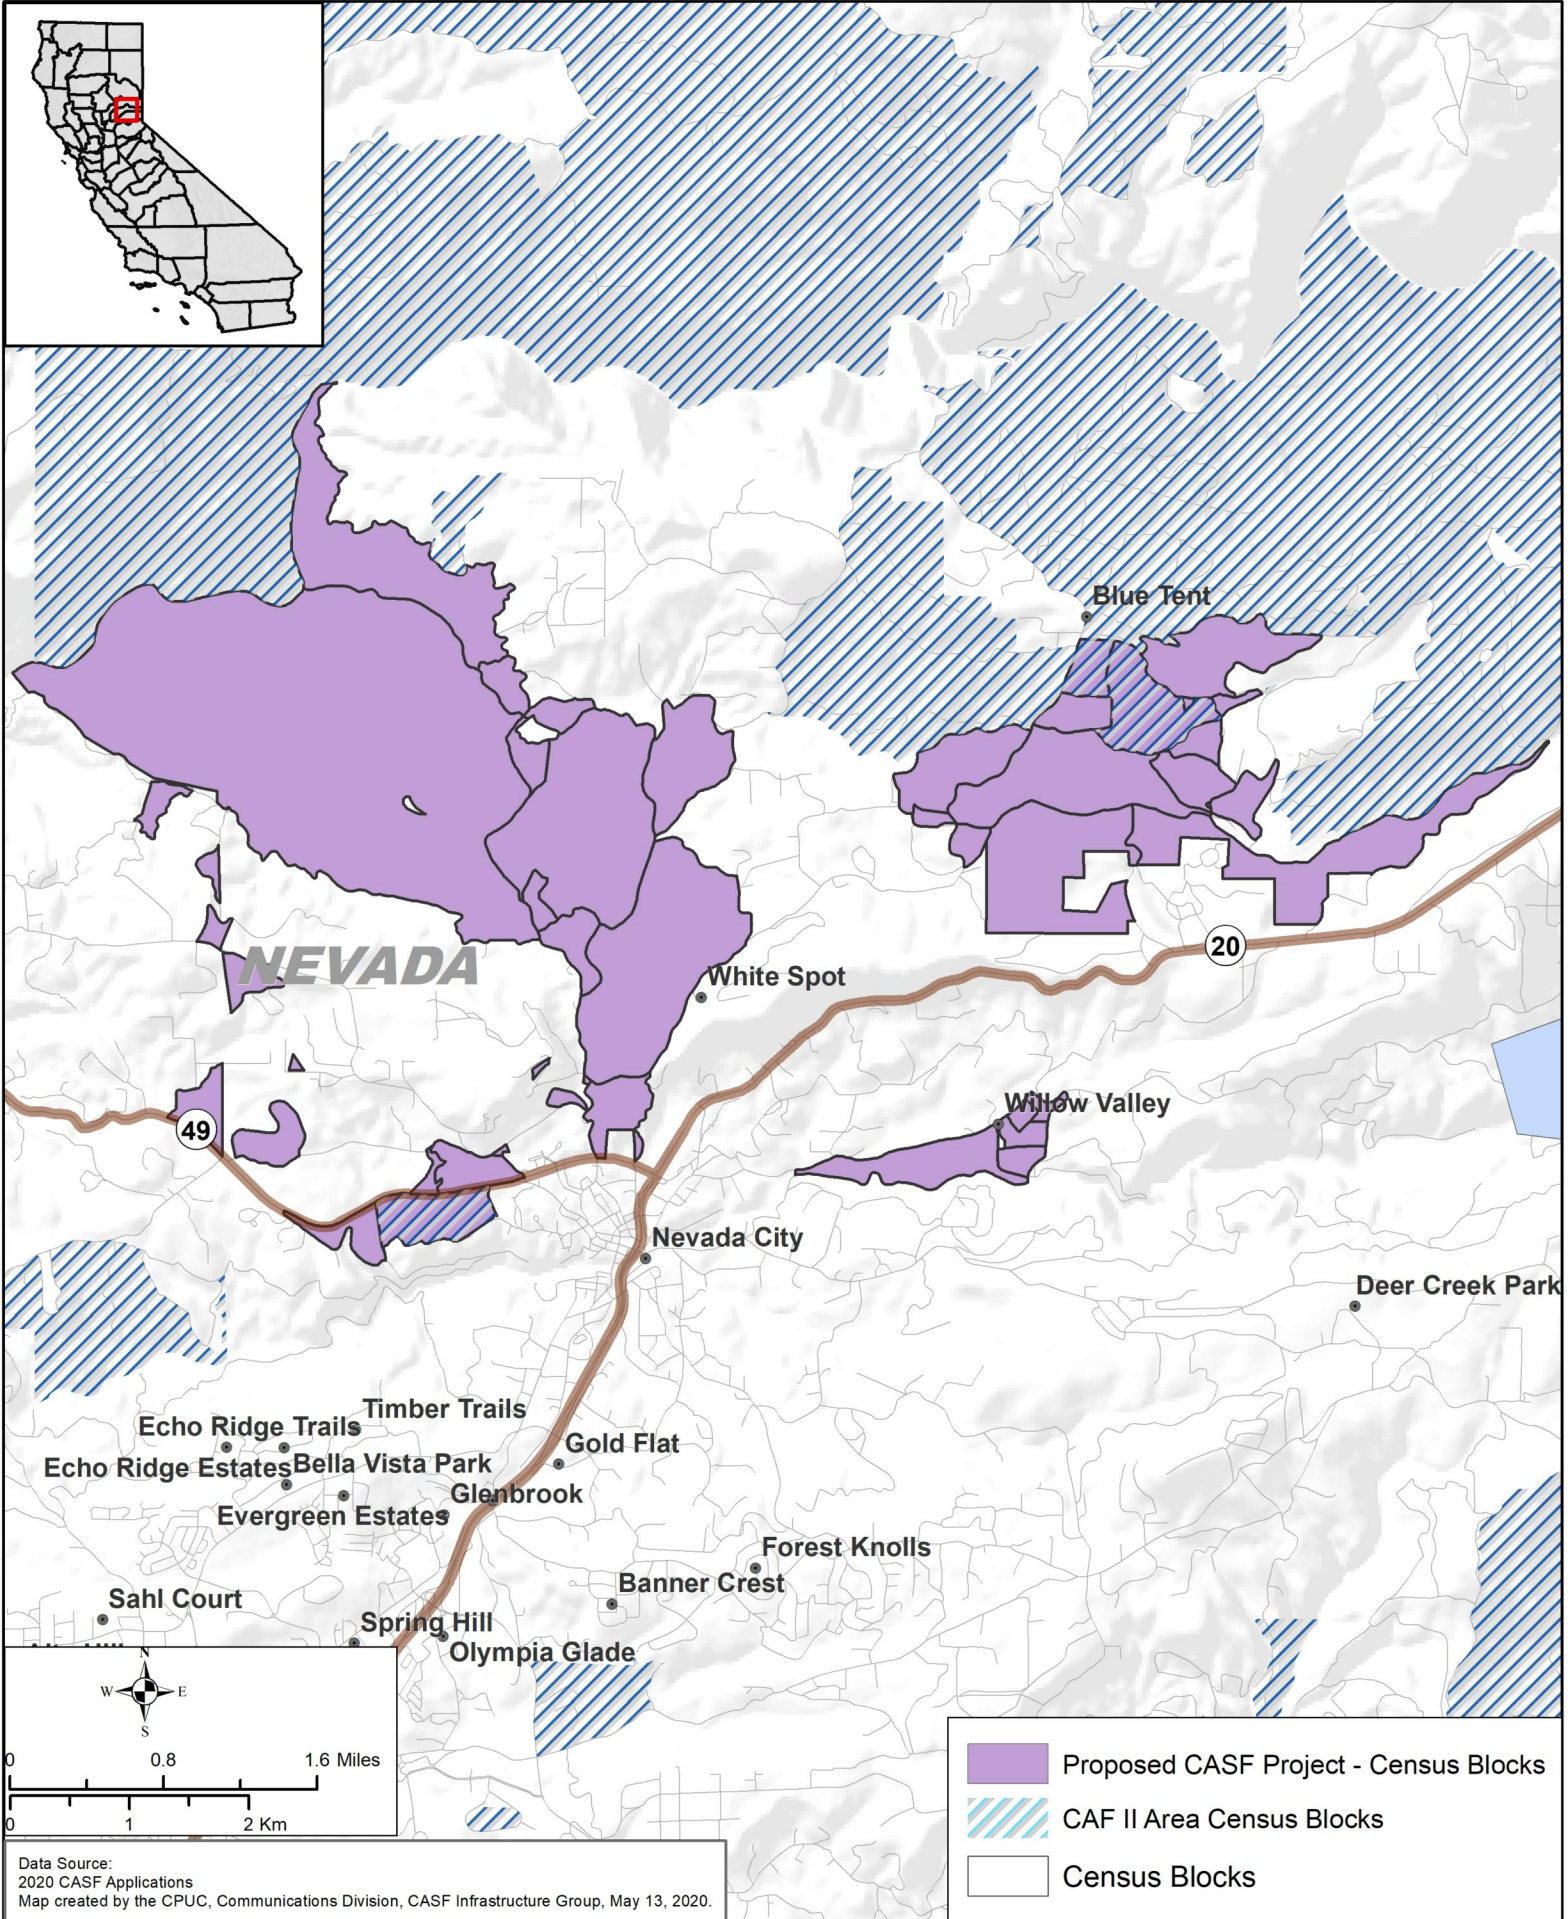 Blue Tent
NEVADA
White Spot
20
Willow Valley
49
Nevada City
Deer Creek Park
Timber Trails
Echo Ridge Trails
Gold Flat
Echo Ridge Estates
Bella Vista Park
Glenbrook
Evergreen Estates
Forest Knolls
Banner Crest
Sahl Court
Spring Hill
Olympia Glade
N
W E
S
0 0.8 1.6 Miles
0 1 2 Km
Proposed CASF Project - Census Blocks
CAF II Area Census Blocks
Census Blocks
Data Source:
2020 CASF Applications
Map created by the CPUC, Communications Division, CASF Infrastructure Group, May 13, 2020.